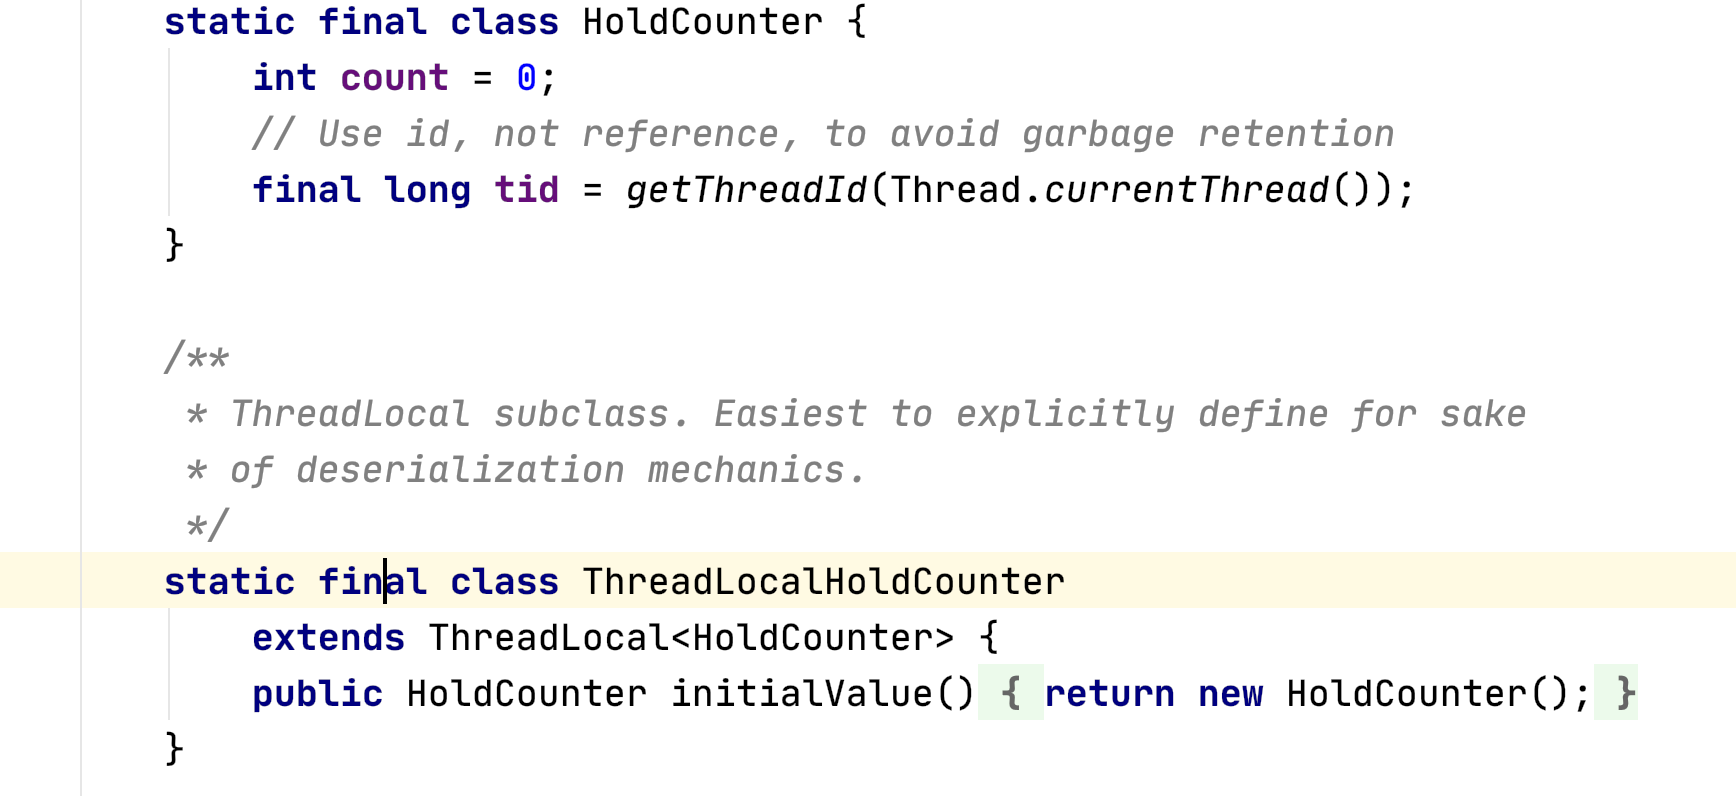 static final class HoldCounter {
    int count = 0;
    // Use id, not reference, to avoid garbage retention
    final long tid = getThreadId(Thread.currentThread());
}

/**
 * ThreadLocal subclass. Easiest to explicitly define for sake
 * of deserialization mechanics.
 */
static final class ThreadLocalHoldCounter
    extends ThreadLocal<HoldCounter> {
    public HoldCounter initialValue() { return new HoldCounter(); }
}